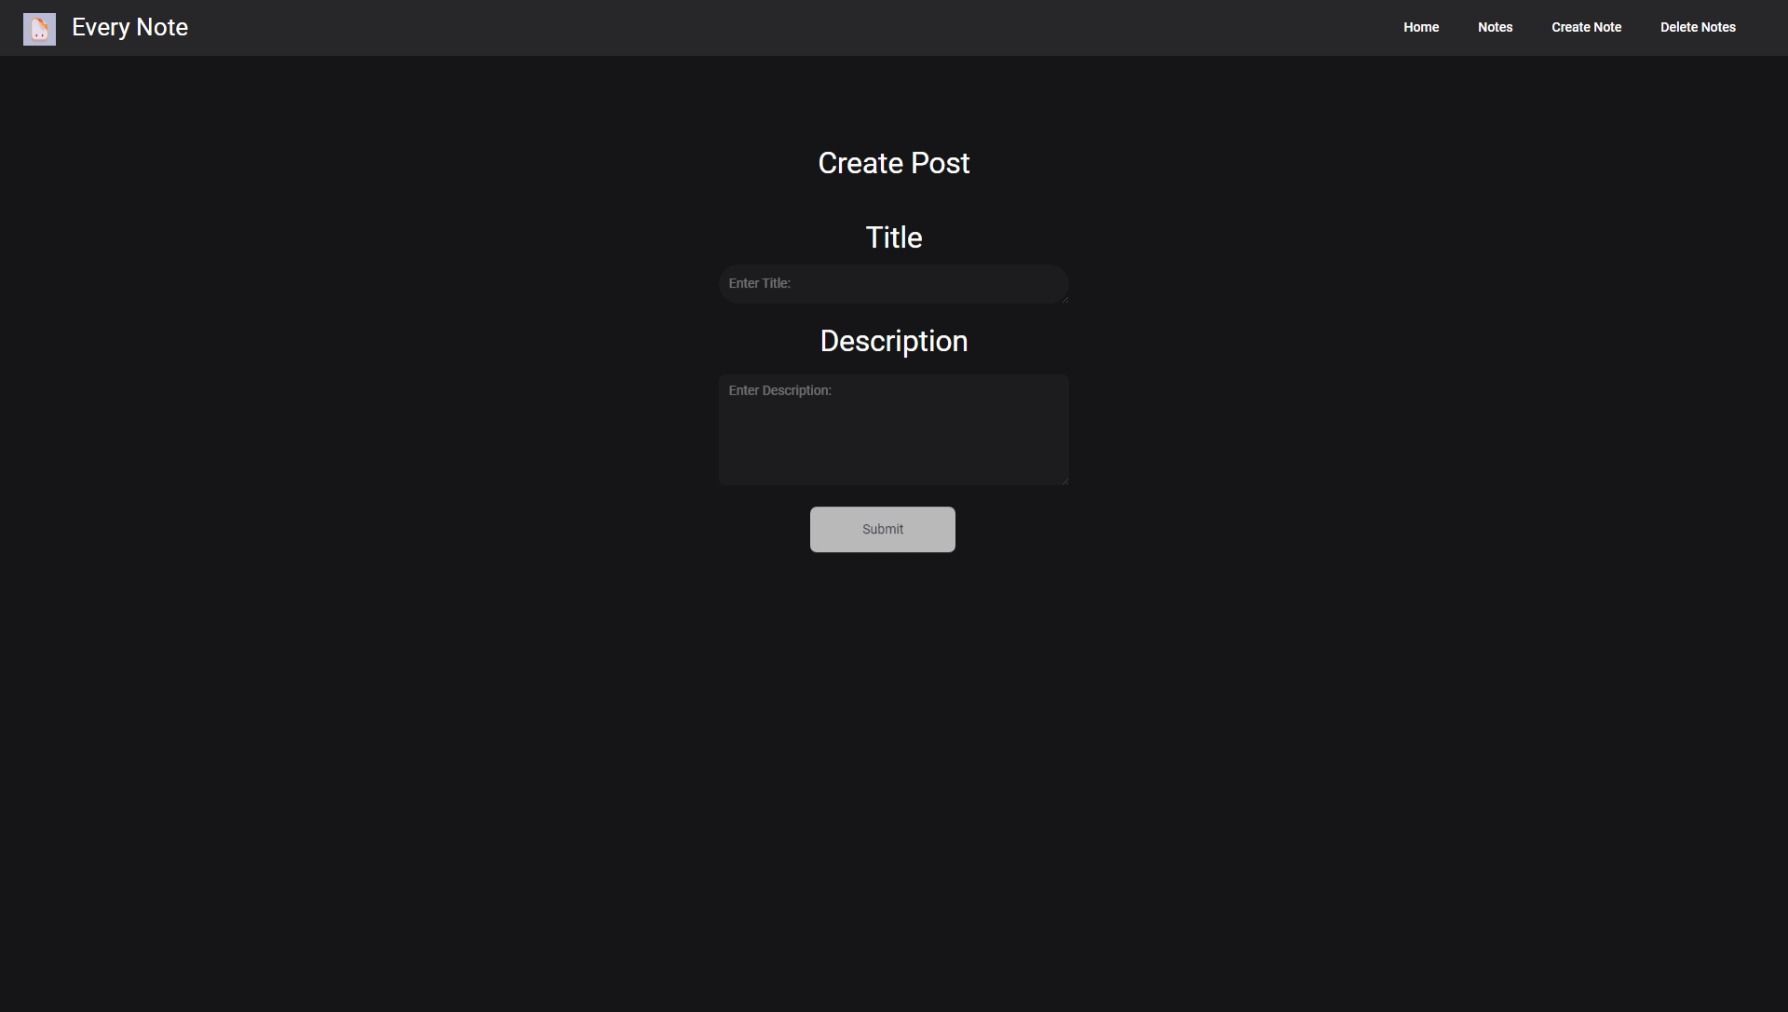 Every Note
Home Notes Create Note Delete Notes
Create Post
Title
Enter Title:
Description
Enter Description:
Submit